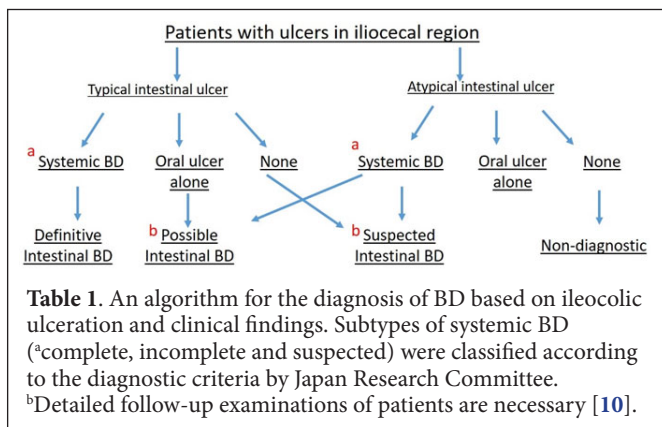 Patients with ulcers in iliocecal region
Typical intestinal ulcer
Atypical intestinal ulcer
a Systemic BD
Oral ulcer
alone
None
a Systemic BD
Oral ulcer
alone
None
Definitive
Intestinal BD
b Possible
Intestinal BD
b Suspected
Intestinal BD
Non-diagnostic
Table 1. An algorithm for the diagnosis of BD based on ileocolic
ulceration and clinical findings. Subtypes of systemic BD
(ᵃcomplete, incomplete and suspected) were classified according
to the diagnostic criteria by Japan Research Committee.
ᵇDetailed follow-up examinations of patients are necessary [10].